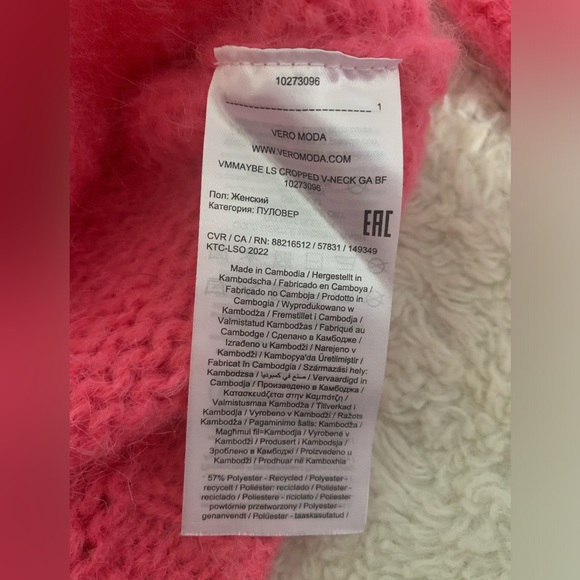 10273096
1
VERO MODA
WWW.VEROMODA.COM
VMMAYBE LS CROPPED V-NECK GA BF
10273096
Пол: Женский
Категория: ПУЛОВЕР
EAC
CVR / CA / RN: 88216512 / 57831 / 149349
KTC-LSO 2022
Made in Cambodia / Hergestellt in
Kambodscha / Fabricado en Camboya /
Fabricado no Camboja / Prodotto in
Cambogia / Wyprodukowano w
Kambodża / Fremstillet i Cambodja /
Valmistatud Kambodžas / Fabriqué au
Cambodge / Сделано в Камбодже /
Izrađeno u Kambodži / Narejeno v
Kambodži / Kamboçya'da Üretilmiştir /
Fabricat în Cambodgia / Származási hely:
Kambodzsa / صنع في كمبوديا / Vervaardigd in
Cambodja / Произведено в Камбоджа /
Κατασκευάζεται στην Καμπότζη /
Valmistusmaa Kambodža / Tillverkad i
Kambodja / Vyrobeno v Kambodži / Ražots
Kambodžā / Pagaminimo šalis: Kambodža /
Magħmul fil=Kambodja / Vyrobené v
Kambodži / Produsert i Kambodsja /
Зроблено в Камбоджі / Proizvedeno u
Kambodži / Prodhuar në Kamboxhia
57% Polyester - Recycled / Polyester -
recycelt / Poliéster: reciclado / Poliéster -
reciclado / Poliestere - riciclato / Poliester -
powtórnie przetworzony / Polyester -
genanvendt / Polüester - taaskasutatud /